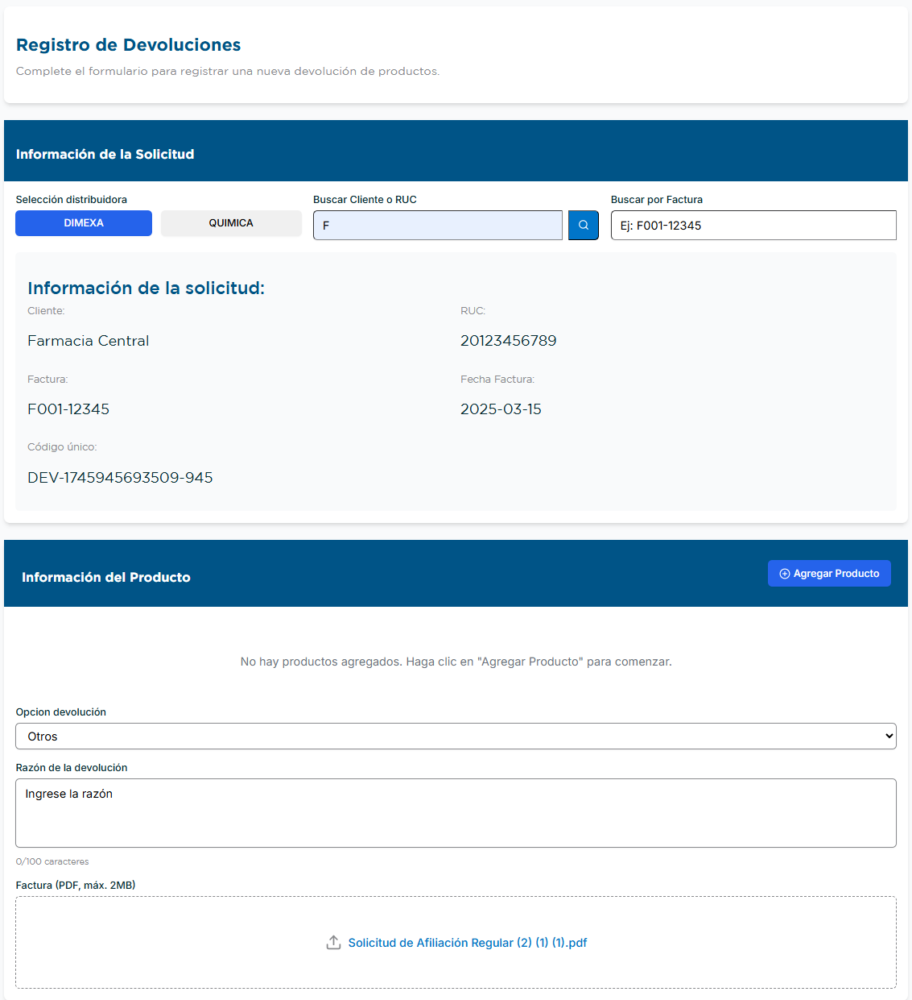 Registro de Devoluciones
Complete el formulario para registrar una nueva devolución de productos.
Información de la Solicitud
Selección distribuidora
DIMEXA
QUIMICA
Buscar Cliente o RUC
F
Buscar por Factura
Ej: F001-12345
Información de la solicitud:
Cliente:
Farmacia Central
RUC:
20123456789
Factura:
F001-12345
Fecha Factura:
2025-03-15
Código único:
DEV-1745945693509-945
Información del Producto
Agregar Producto
No hay productos agregados. Haga clic en "Agregar Producto" para comenzar.
Opcion devolución
Otros
Razón de la devolución
Ingrese la razón
0/100 caracteres
Factura (PDF, máx. 2MB)
Solicitud de Afiliación Regular (2) (1) (1).pdf